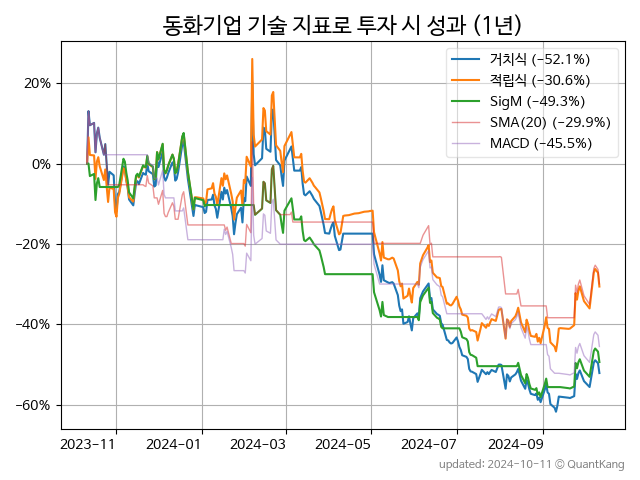 동화기업 기술 지표로 투자 시 성과 (1년)
거치식 (−52.1%)
적립식 (−30.6%)
SigM (−49.3%)
SMA(20) (−29.9%)
MACD (−45.5%)
20%
0%
−20%
−40%
−60%
2023−11
2024−01
2024−03
2024−05
2024−07
2024−09
updated: 2024-10-11 © QuantKang